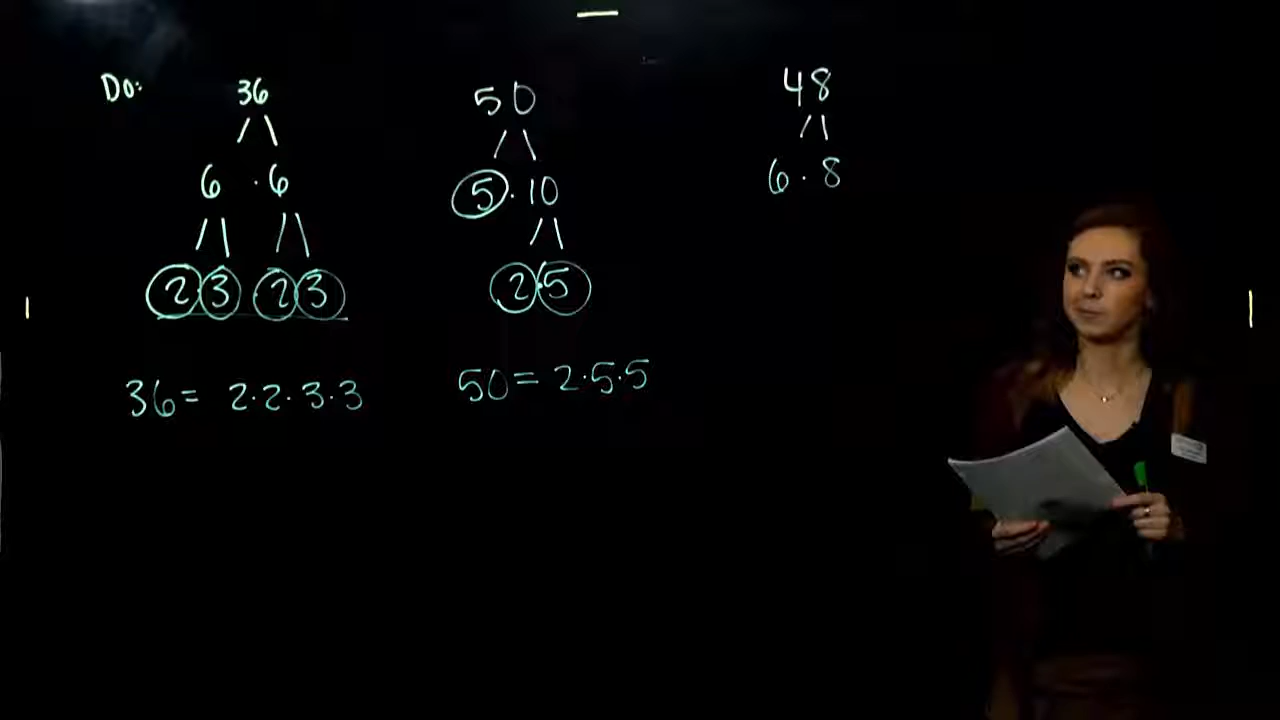 Do: 36
6 · 6
2 · 3 2 · 3
36 = 2 · 2 · 3 · 3
50
5 · 10
2 · 5
50 = 2 · 5 · 5
48
6 · 8